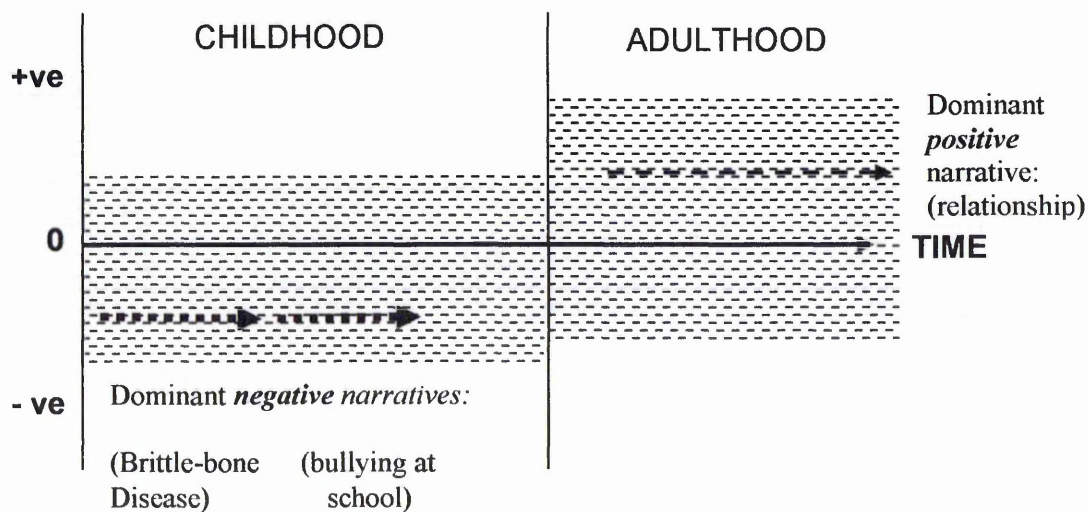 CHILDHOOD
ADULTHOOD
+ve
Dominant
positive
narrative:
(relationship)
0
TIME
- ve
Dominant negative narratives:
(Brittle-bone
Disease)
(bullying at
school)